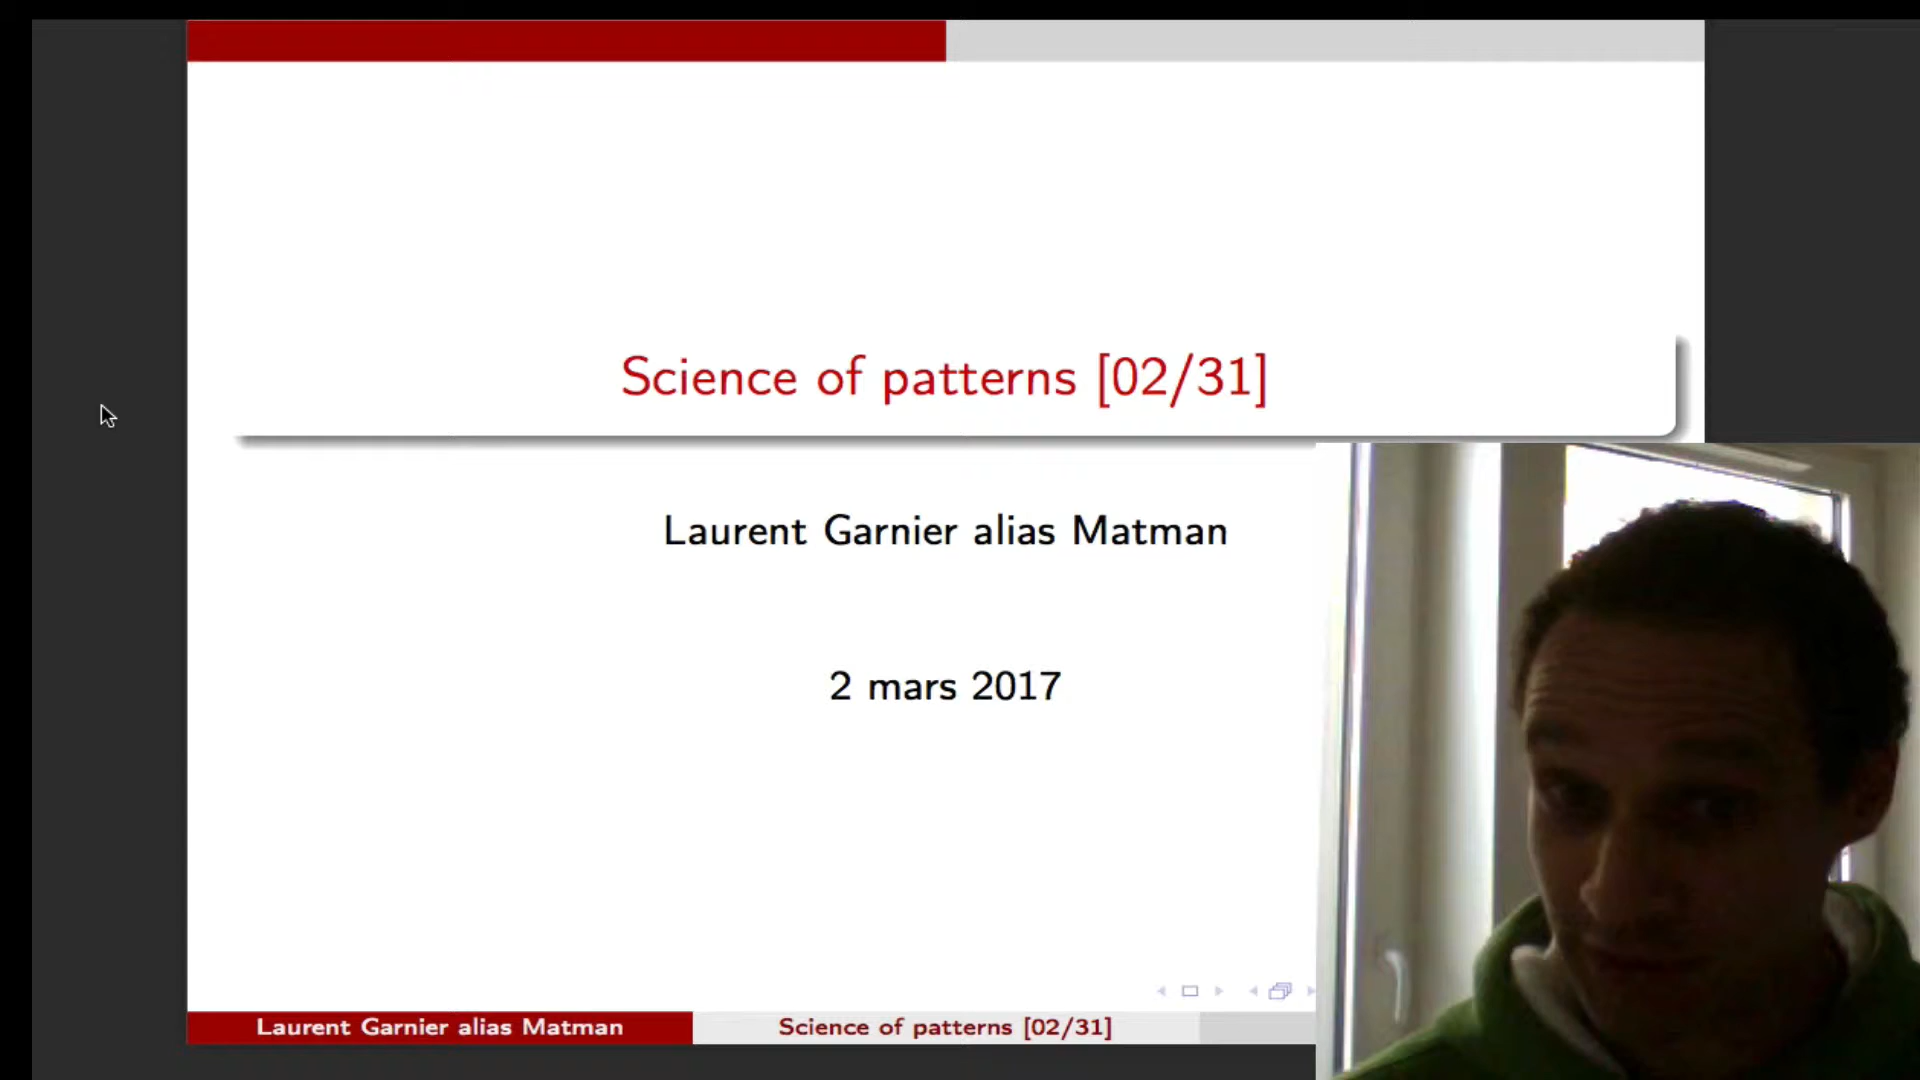 Science of patterns [02/31]
Laurent Garnier alias Matman
2 mars 2017
Laurent Garnier alias Matman
Science of patterns [02/31]